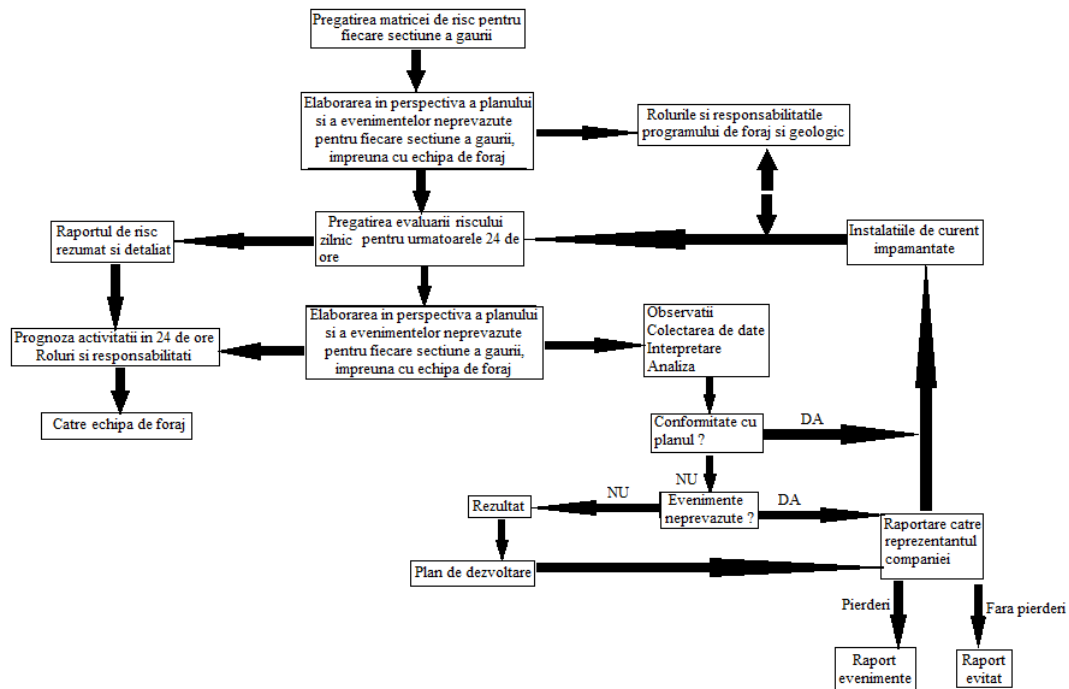 Pregatirea matricei de risc pentru
fiecare sectiune a gaurii
Elaborarea in perspectiva a planului
si a evenimentelor neprevazute
pentru fiecare sectiune a gaurii,
impreuna cu echipa de foraj
Rolurile si responsabilitatile
programului de foraj si geologic
Raportul de risc
rezumat si detaliat
Pregatirea evaluarii riscului
zilnic pentru urmatoarele 24 de
ore
Instalatiile de curent
impamantate
Prognoza activitatii in 24 de ore
Roluri si responsabilitati
Elaborarea in perspectiva a planului
si a evenimentelor neprevazute
pentru fiecare sectiune a gaurii,
impreuna cu echipa de foraj
Observatii
Colectarea de date
Interpretare
Analiza
Catre echipa de foraj
Conformitate cu
planul ?
DA
NU
Rezultat
NU
Evenimente
neprevazute ?
DA
Raportare catre
reprezentantul
companiei
Plan de dezvoltare
Pierderi
Fara pierderi
Raport
evenimente
Raport
evitat